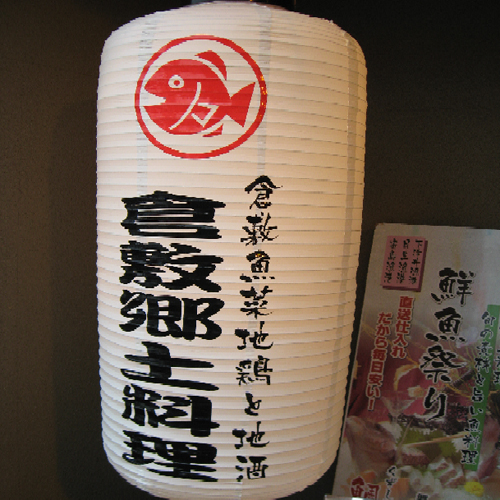 倉敷魚菜地鶏と地酒
倉敷郷土料理
鮮魚祭り
直送仕入れ
だから毎日安い！